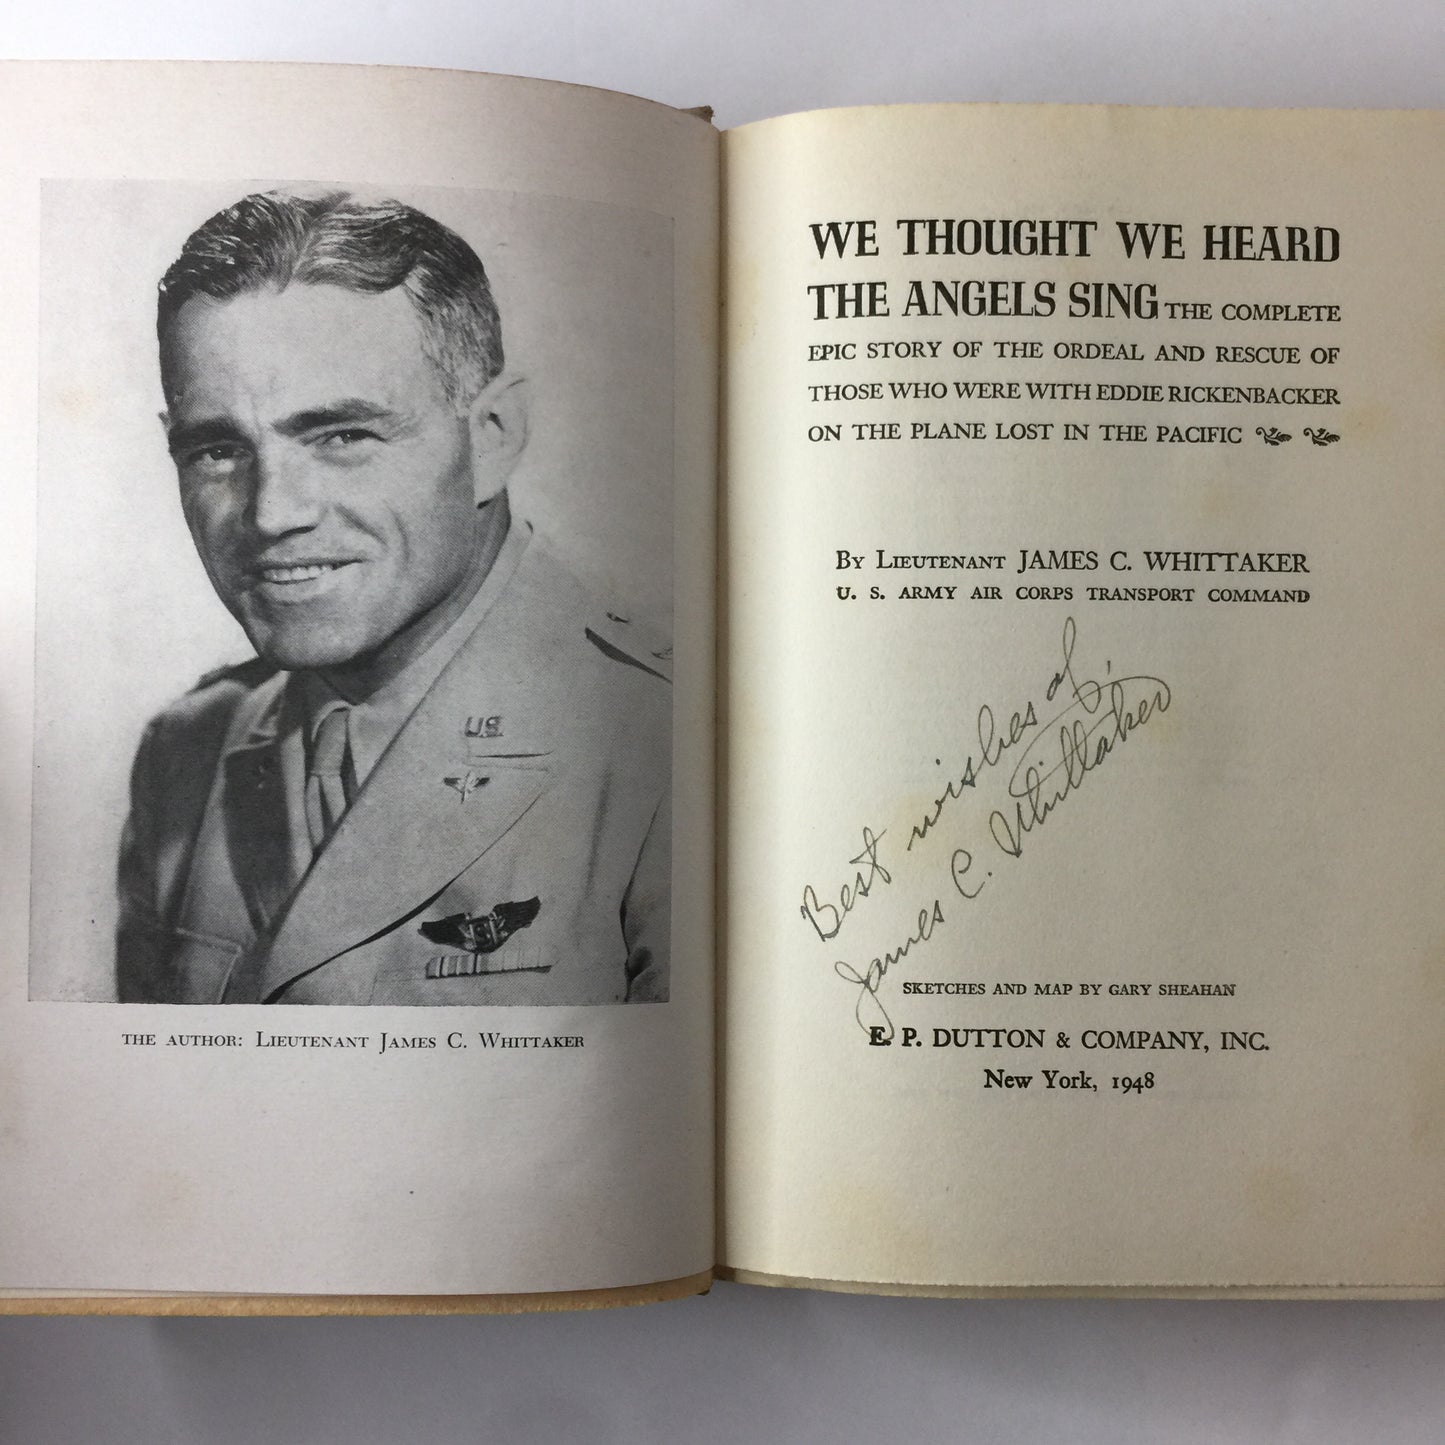 U.S.
THE AUTHOR: LIEUTENANT JAMES C. WHITTAKER
WE THOUGHT WE HEARD
THE ANGELS SING THE COMPLETE
EPIC STORY OF THE ORDEAL AND RESCUE OF
THOSE WHO WERE WITH EDDIE RICKENBACKER
ON THE PLANE LOST IN THE PACIFIC
By LIEUTENANT JAMES C. WHITTAKER
U. S. ARMY AIR CORPS TRANSPORT COMMAND
Best wishes of,
James C. Whittaker
SKETCHES AND MAP BY GARY SHEAHAN
E. P. DUTTON & COMPANY, INC.
New York, 1948